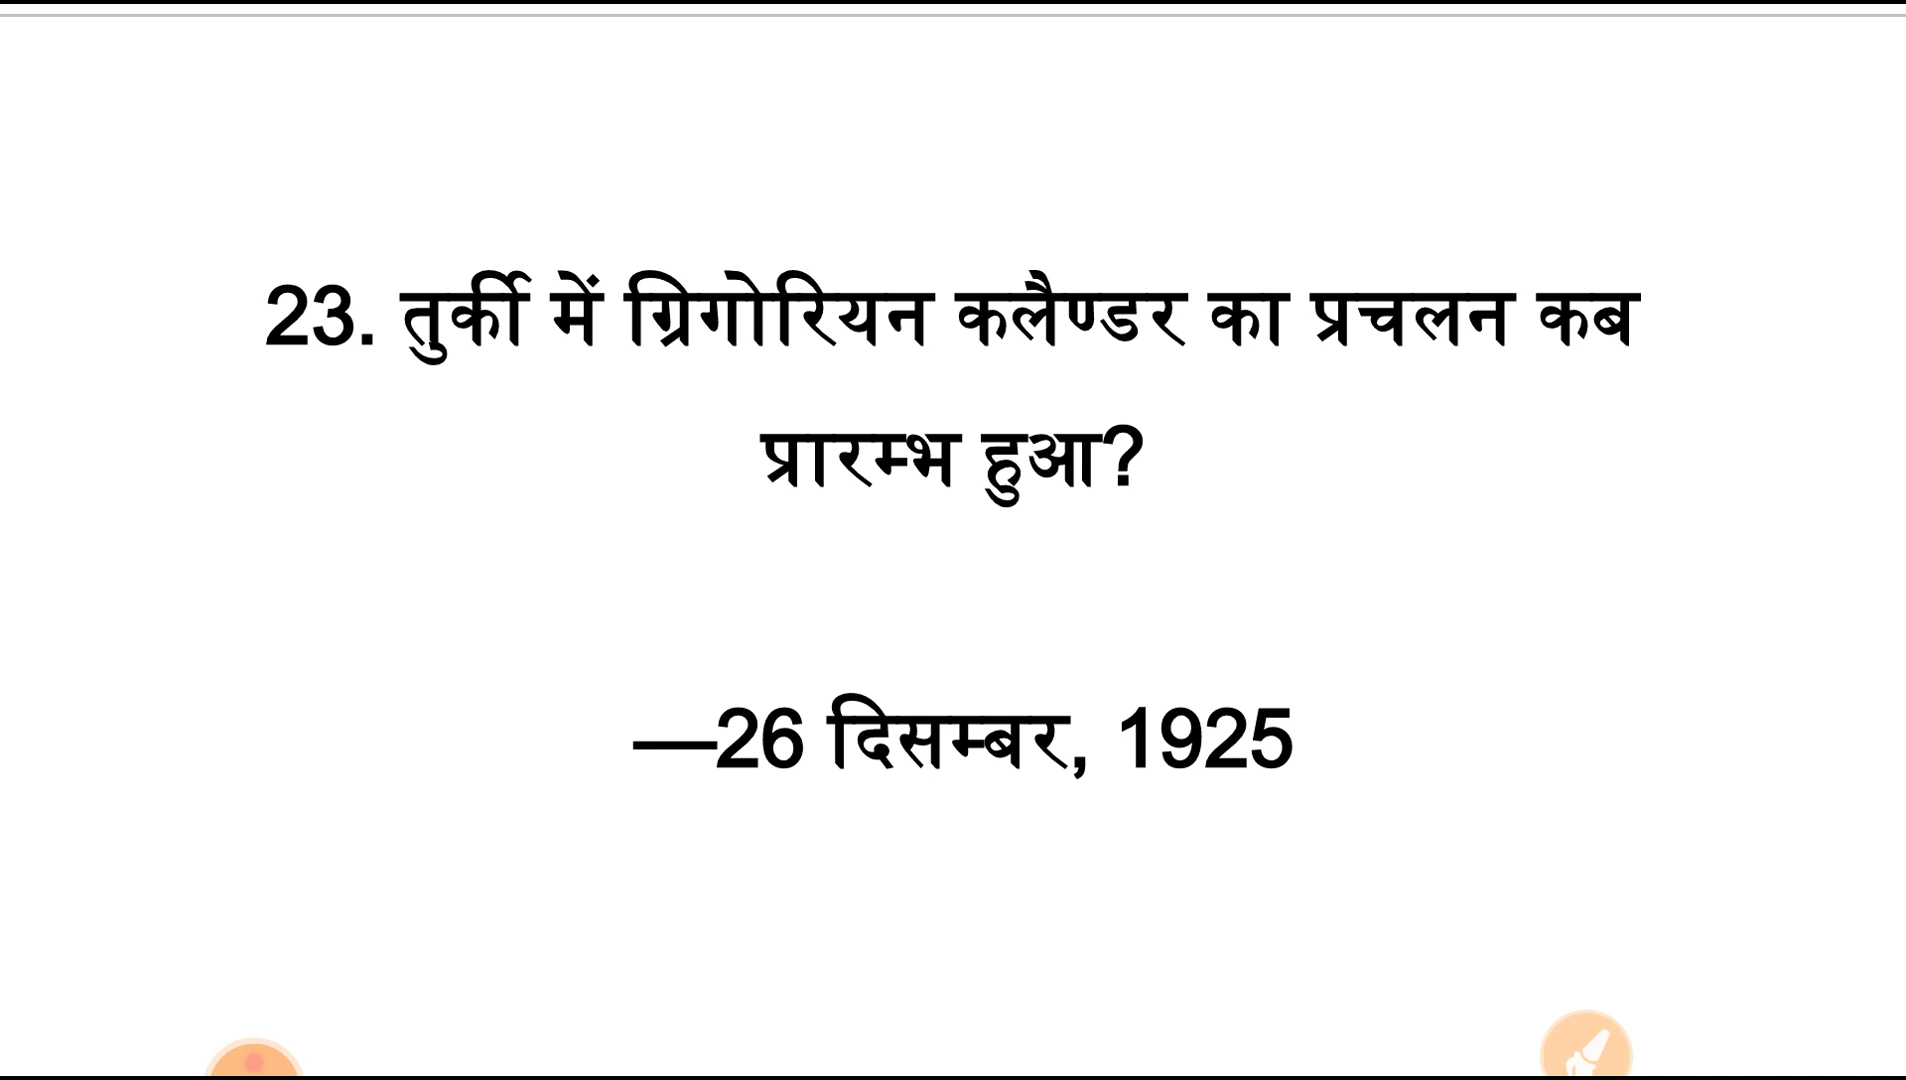 23. तुर्की में ग्रिगोरियन कलैण्डर का प्रचलन कब
प्रारम्भ हुआ?
—26 दिसम्बर, 1925